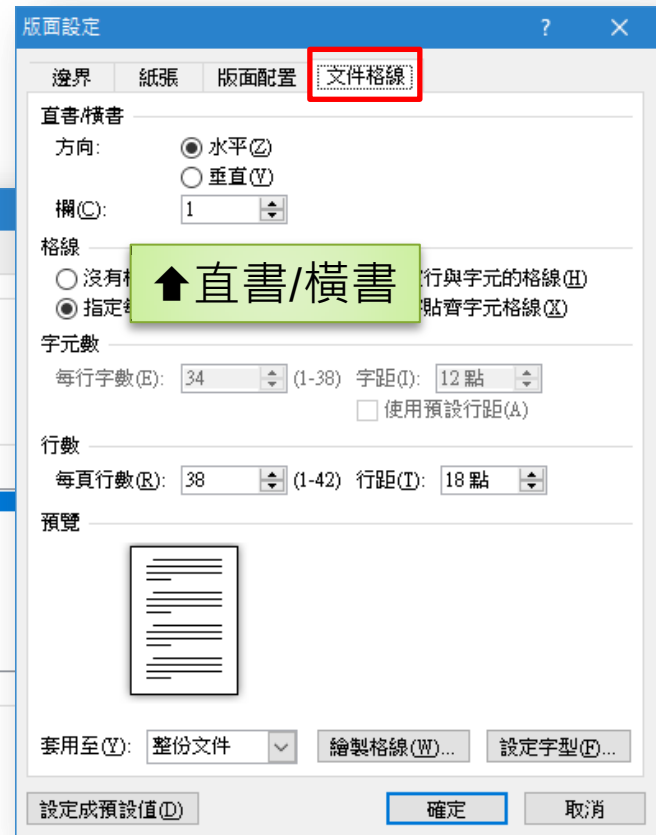 版面設定 ?
邊界 紙張 版面配置 文件格線
直書/橫書
方向: 水平(Z)
垂直(V)
欄(C): 1
格線
沒有 行與字元的格線(H)
指定 貼齊字元格線(X)
⬆直書/橫書
字元數
每行字數(E): 34 (1-38) 字距(I): 12 點
使用預設行距(A)
行數
每頁行數(R): 38 (1-42) 行距(T): 18 點
預覽
套用至(Y): 整份文件 繪製格線(W)... 設定字型(F)...
設定成預設值(D) 確定 取消